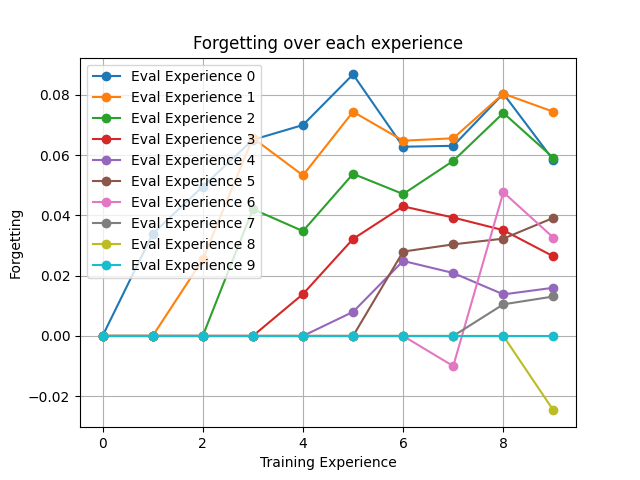 Forgetting over each experience
Eval Experience 0
Eval Experience 1
Eval Experience 2
Eval Experience 3
Eval Experience 4
Eval Experience 5
Eval Experience 6
Eval Experience 7
Eval Experience 8
Eval Experience 9
Forgetting
0.08
0.06
0.04
0.02
0.00
−0.02
0 2 4 6 8
Training Experience